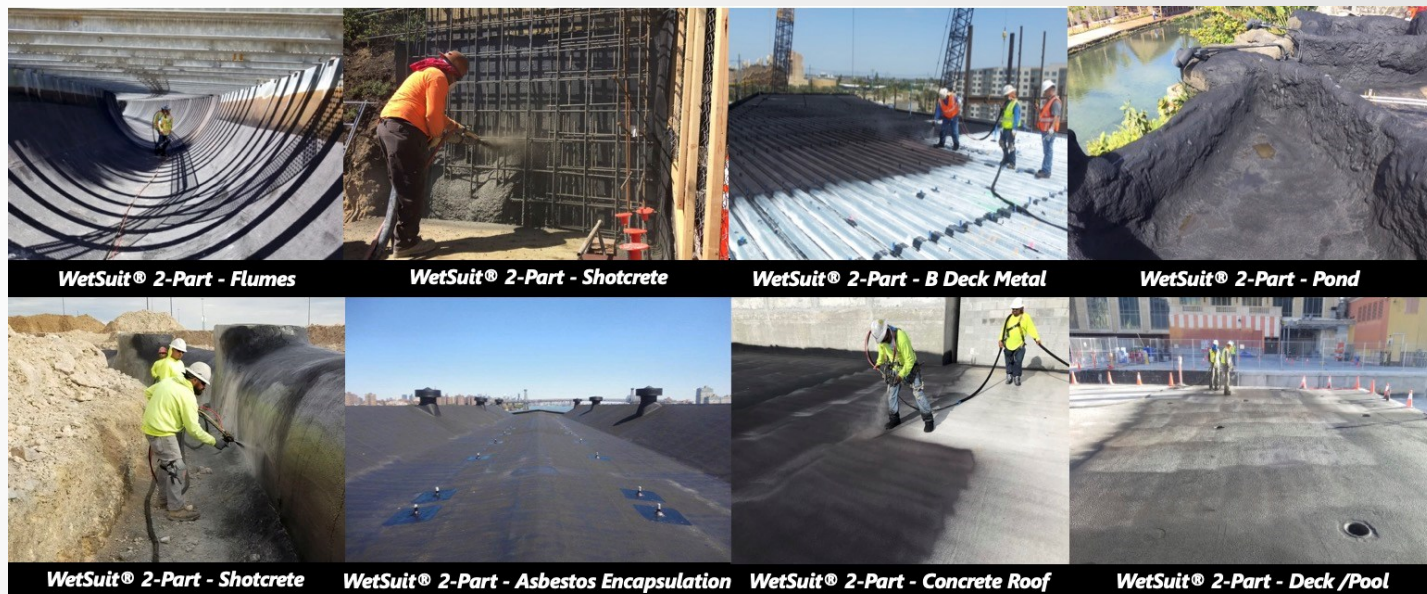 WetSuit® 2-Part - Flumes
WetSuit® 2-Part - Shotcrete
WetSuit® 2-Part - B Deck Metal
WetSuit® 2-Part - Pond
WetSuit® 2-Part - Shotcrete
WetSuit® 2-Part - Asbestos Encapsulation
WetSuit® 2-Part - Concrete Roof
WetSuit® 2-Part - Deck /Pool